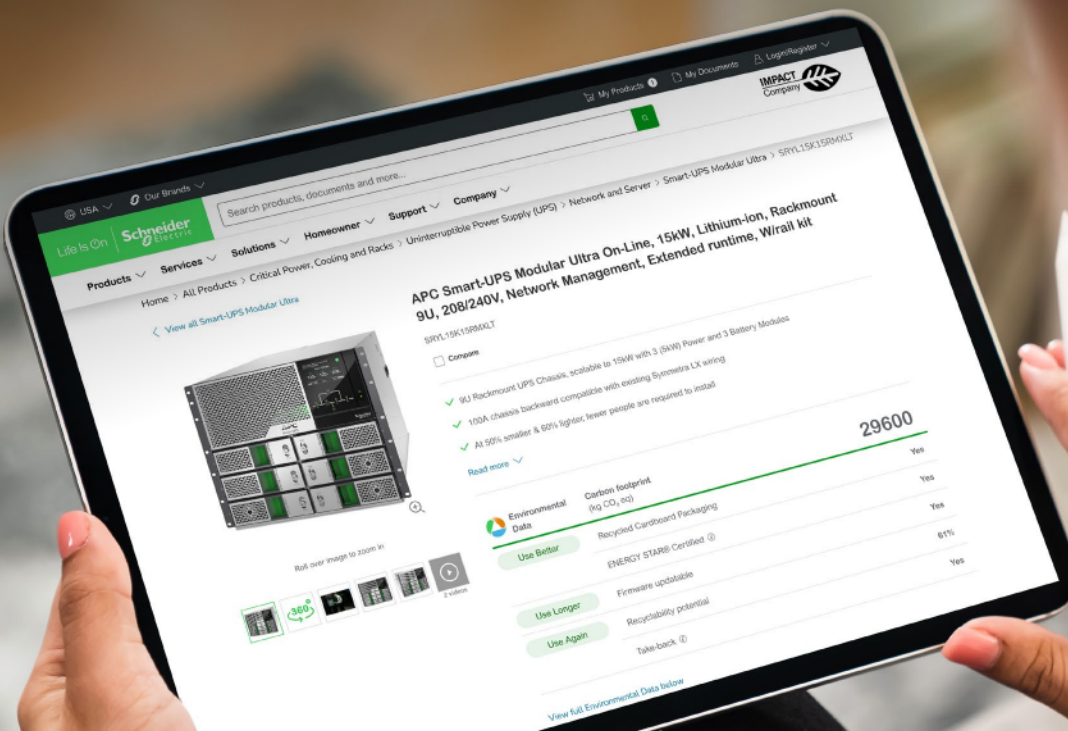 USA
Our Brands
My Products 1
My Documents
Login/Register
Life Is On
Schneider
Electric
Search products, documents and more...
IMPACT
Company
Products
Services
Solutions
Homeowner
Support
Company
Home > All Products > Critical Power, Cooling and Racks > Uninterruptible Power Supply (UPS) > Network and Server > Smart-UPS Modular Ultra > SRYL15K15RMXLT
View all Smart-UPS Modular Ultra
APC Smart-UPS Modular Ultra On-Line, 15kW, Lithium-ion, Rackmount
9U, 208/240V, Network Management, Extended runtime, Wirail kit
SRYL15K15RMXLT
Compare
9U Rackmount UPS Chassis, scalable to 15kW with 3 (5kW) Power and 3 Battery Modules
100A chassis backward compatible with existing Symmetra LX wiring
At 50% smaller & 60% lighter, fewer people are required to install
Read more
APC
Roll over image to zoom in
360°
2 videos
Environmental
Data
Carbon footprint
(kg CO₂ eq)
29600
Use Better
Recycled Cardboard Packaging
Yes
ENERGY STAR® Certified
Yes
Use Longer
Firmware updatable
Yes
Use Again
Recyclability potential
61%
Take-back
Yes
View full Environmental Data below